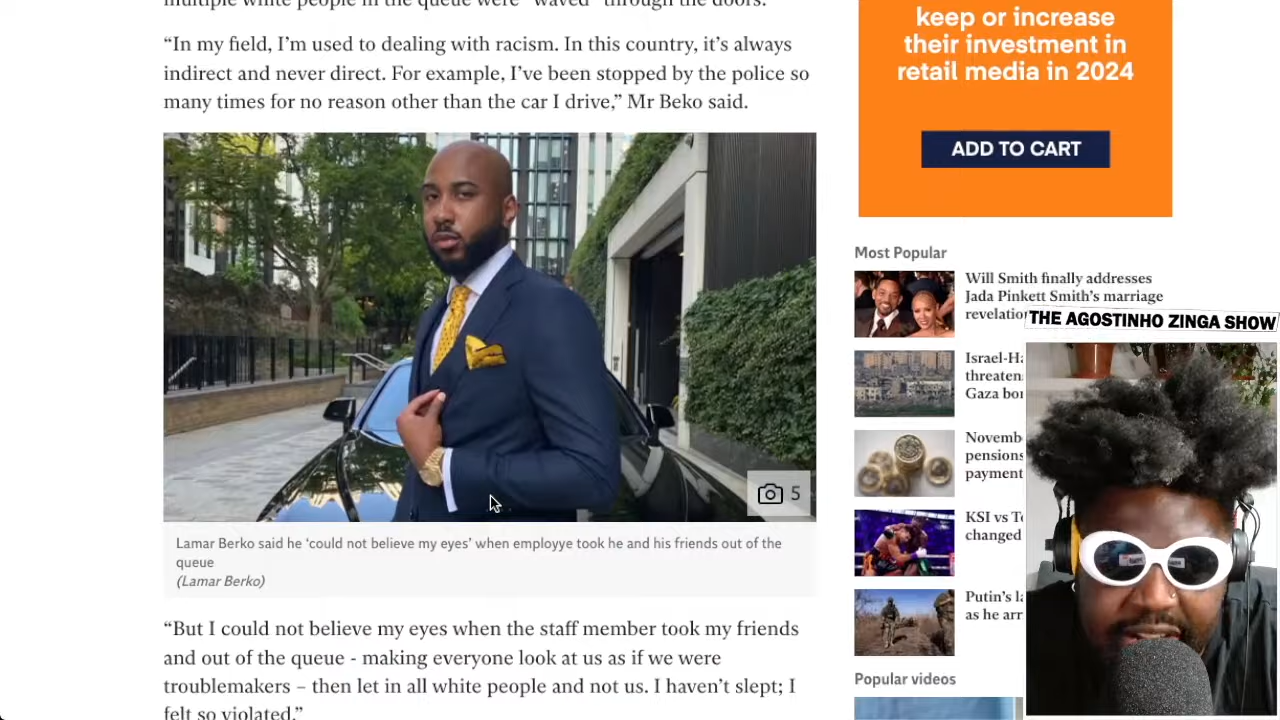 multiple white people in the queue were “waved” through the doors.
“In my field, I’m used to dealing with racism. In this country, it’s always
indirect and never direct. For example, I’ve been stopped by the police so
many times for no reason other than the car I drive,” Mr Beko said.
5
Lamar Berko said he ‘could not believe my eyes’ when employye took he and his friends out of the
queue
(Lamar Berko)
“But I could not believe my eyes when the staff member took my friends
and out of the queue - making everyone look at us as if we were
troublemakers – then let in all white people and not us. I haven’t slept; I
felt so violated.”
keep or increase
their investment in
retail media in 2024
ADD TO CART
Most Popular
Will Smith finally addresses
Jada Pinkett Smith’s marriage
revelatio
THE AGOSTINHO ZINGA SHOW
Israel-Ha
threaten
Gaza bo
Novemb
pensions
payment
KSI vs To
changed
Putin’s la
as he arr
Popular videos